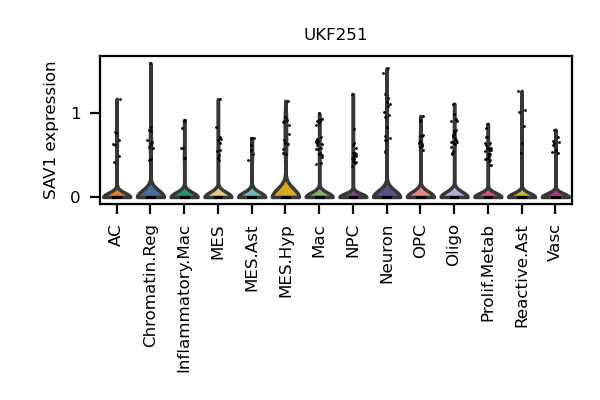 UKF251
SAV1 expression
1
0
AC
Chromatin.Reg
Inflammatory.Mac
MES
MES.Ast
MES.Hyp
Mac
NPC
Neuron
OPC
Oligo
Prolif.Metab
Reactive.Ast
Vasc